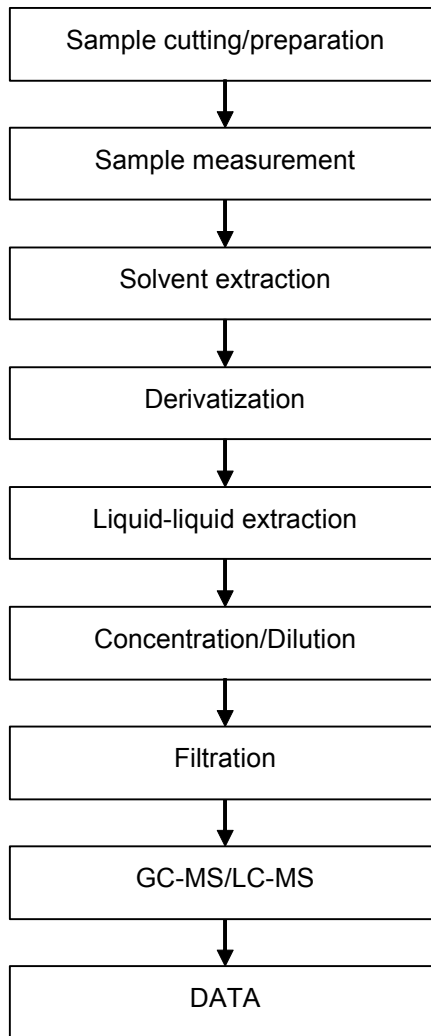 Sample cutting/preparation
Sample measurement
Solvent extraction
Derivatization
Liquid-liquid extraction
Concentration/Dilution
Filtration
GC-MS/LC-MS
DATA